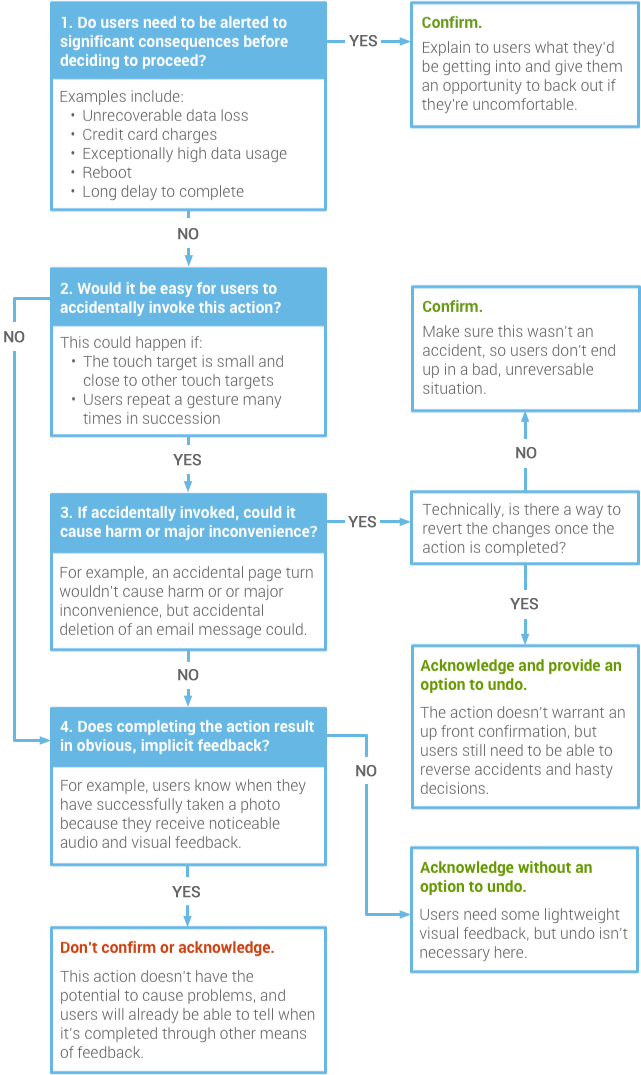 1. Do users need to be alerted to
significant consequences before
deciding to proceed?
YES
Confirm.
Explain to users what they'd
be getting into and give them
an opportunity to back out if
they're uncomfortable.
Examples include:
• Unrecoverable data loss
• Credit card charges
• Exceptionally high data usage
• Reboot
• Long delay to complete
NO
2. Would it be easy for users to
accidentally invoke this action?
NO
This could happen if:
• The touch target is small and
close to other touch targets
• Users repeat a gesture many
times in succession
Confirm.
Make sure this wasn't an
accident, so users don't end
up in a bad, unreversable
situation.
NO
YES
3. If accidentally invoked, could it
cause harm or major inconvenience?
YES
Technically, is there a way to
revert the changes once the
action is completed?
For example, an accidental page turn
wouldn't cause harm or or major
inconvenience, but accidental
deletion of an email message could.
YES
NO
Acknowledge and provide an
option to undo.
The action doesn't warrant an
up front confirmation, but
users still need to be able to
reverse accidents and hasty
decisions.
4. Does completing the action result
in obvious, implicit feedback?
NO
For example, users know when they
have successfully taken a photo
because they receive noticeable
audio and visual feedback.
YES
Acknowledge without an
option to undo.
Users need some lightweight
visual feedback, but undo isn't
necessary here.
Don't confirm or acknowledge.
This action doesn't have the
potential to cause problems, and
users will already be able to tell when
it's completed through other means
of feedback.